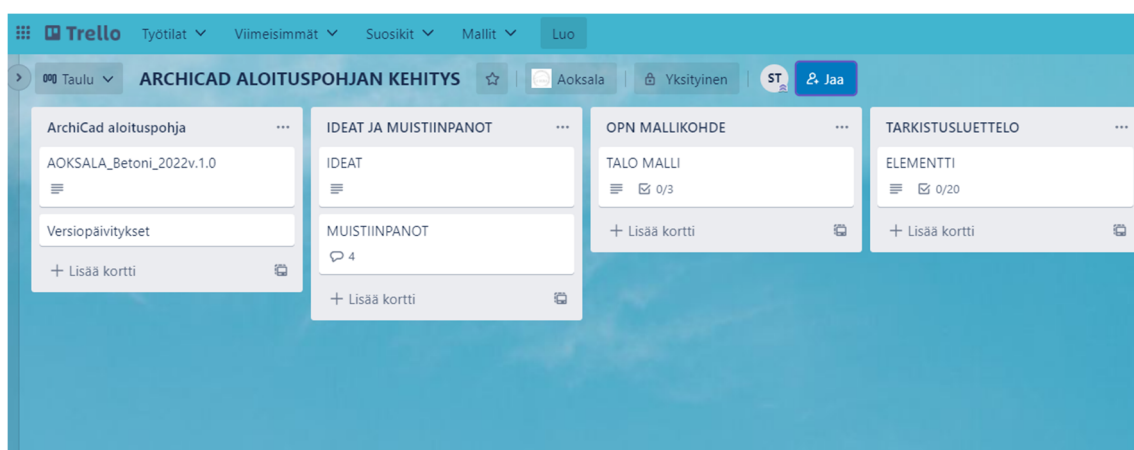 Trello Työtilat Viimeisimmät Suosikit Mallit Luo
Taulu ARCHICAD ALOITUSPOHJAN KEHITYS Aoksala Yksityinen ST Jaa
ArchiCad aloituspohja
AOKSALA_Betoni_2022v.1.0
Versiopäivitykset
+ Lisää kortti
IDEAT JA MUISTIINPANOT
IDEAT
MUISTIINPANOT
4
+ Lisää kortti
OPN MALLIKOHDE
TALO MALLI
0/3
+ Lisää kortti
TARKISTUSLUETTELO
ELEMENTTI
0/20
+ Lisää kortti